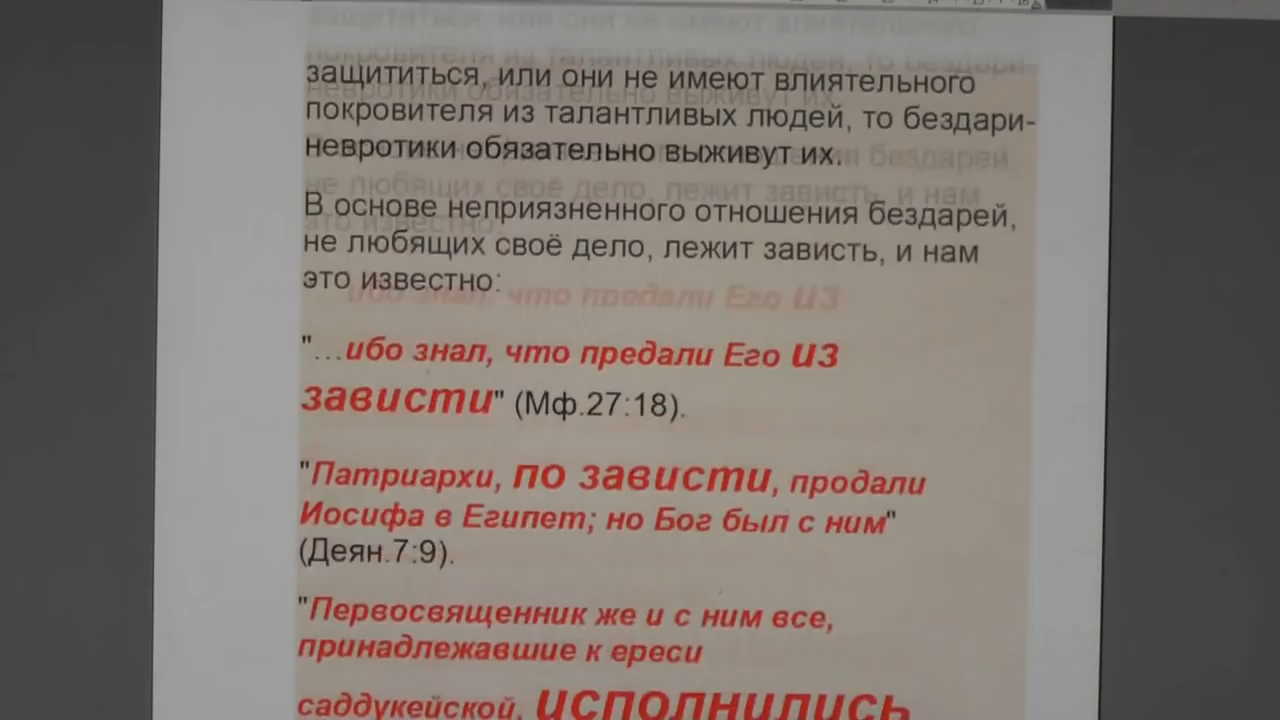 защититься, или они не имеют влиятельного
покровителя из талантливых людей, то бездари-
невротики обязательно выживут их.
В основе неприязненного отношения бездарей,
не любящих своё дело, лежит зависть, и нам
это известно:
"…ибо знал, что предали Его из
зависти" (Мф.27:18).
"Патриархи, по зависти, продали
Иосифа в Египет; но Бог был с ним"
(Деян.7:9).
"Первосвященник же и с ним все,
принадлежавшие к ереси
саддукейской, исполнились